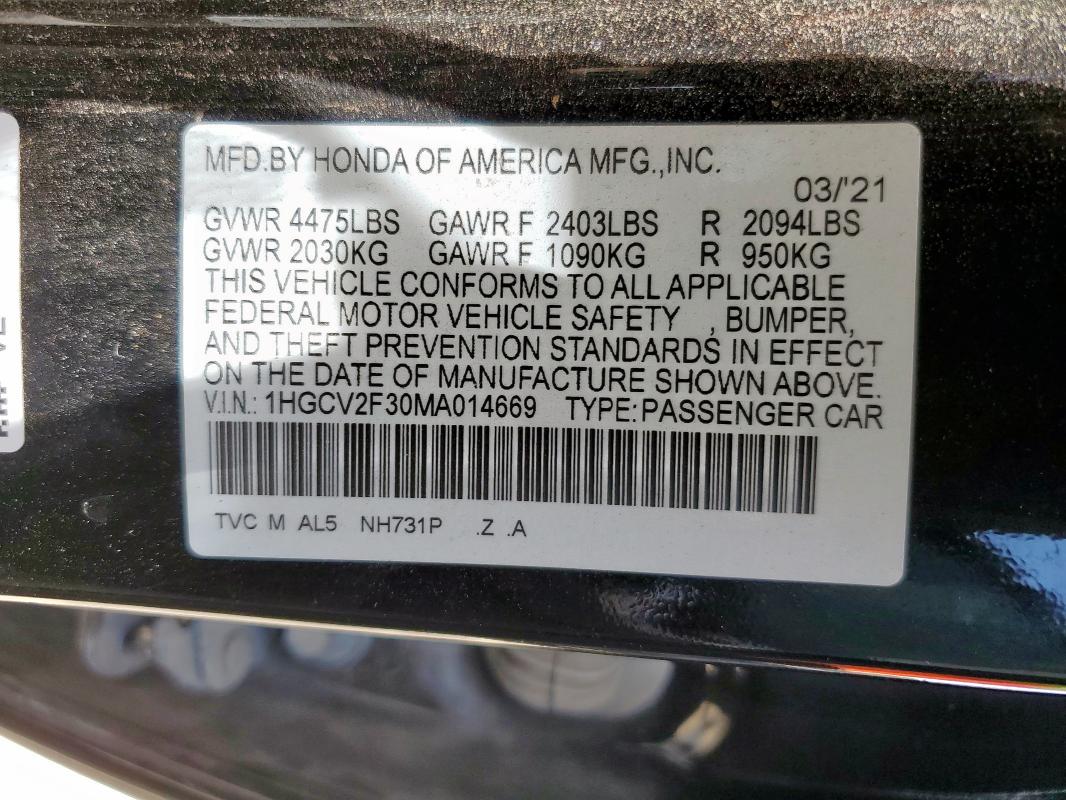 MFD.BY HONDA OF AMERICA MFG.,INC.
03/'21
GVWR 4475LBS GAWR F 2403LBS R 2094LBS
GVWR 2030KG GAWR F 1090KG R 950KG
THIS VEHICLE CONFORMS TO ALL APPLICABLE
FEDERAL MOTOR VEHICLE SAFETY , BUMPER,
AND THEFT PREVENTION STANDARDS IN EFFECT
ON THE DATE OF MANUFACTURE SHOWN ABOVE.
V.I.N.: 1HGCV2F30MA014669 TYPE:PASSENGER CAR
TVC M AL5 NH731P .Z .A